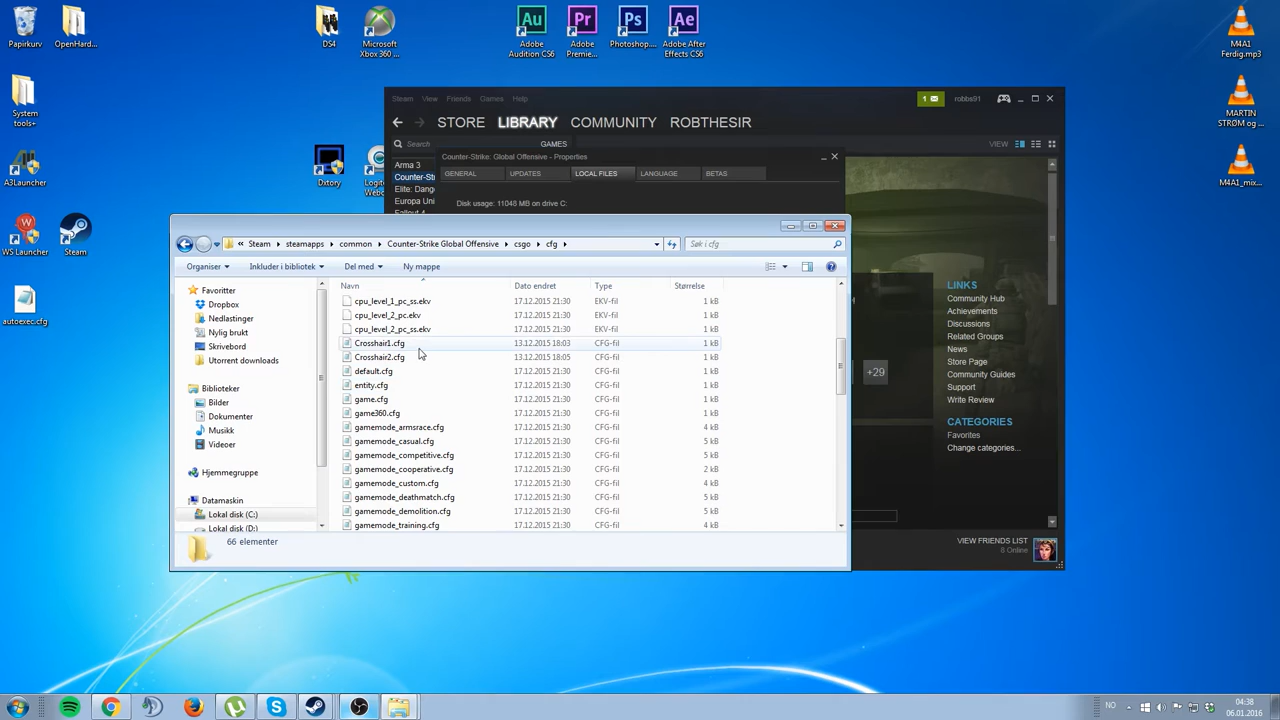 Papirkurv
OpenHard...
DS4
Microsoft
Xbox 360 ...
Au
Adobe
Audition CS6
Pr
Adobe
Premie...
Ps
Photoshop...
Ae
Adobe After
Effects CS6
M4A1
Ferdig.mp3
System
tools+
MARTIN
STRØM og ...
A3Launcher
Dxtory
Logite
Webc
M4A1_mix...
WS Launcher
Steam
autoexec.cfg
Steam View Friends Games Help
1
robbs91
STORE LIBRARY COMMUNITY ROBTHESIR
Search
GAMES
VIEW
Arma 3
Counter-Str
Elite: Dang
Europa Uni
Fallout 4
Counter-Strike: Global Offensive - Properties
GENERAL UPDATES LOCAL FILES LANGUAGE BETAS
Disk usage: 11048 MB on drive C:
Steam steamapps common Counter-Strike Global Offensive csgo cfg
Søk i cfg
Organiser Inkluder i bibliotek Del med Ny mappe
Favoritter
Dropbox
Nedlastinger
Nylig brukt
Skrivebord
Utorrent downloads
Biblioteker
Bilder
Dokumenter
Musikk
Videoer
Hjemmegruppe
Datamaskin
Lokal disk (C:)
Lokal disk (D:)
Navn Dato endret Type Størrelse
cpu_level_1_pc_ss.ekv 17.12.2015 21:30 EKV-fil 1 kB
cpu_level_2_pc.ekv 17.12.2015 21:30 EKV-fil 1 kB
cpu_level_2_pc_ss.ekv 17.12.2015 21:30 EKV-fil 1 kB
Crosshair1.cfg 13.12.2015 18:03 CFG-fil 1 kB
Crosshair2.cfg 13.12.2015 18:05 CFG-fil 1 kB
default.cfg 17.12.2015 21:30 CFG-fil 1 kB
entity.cfg 17.12.2015 21:30 CFG-fil 1 kB
game.cfg 17.12.2015 21:30 CFG-fil 1 kB
game360.cfg 17.12.2015 21:30 CFG-fil 1 kB
gamemode_armsrace.cfg 17.12.2015 21:30 CFG-fil 4 kB
gamemode_casual.cfg 17.12.2015 21:30 CFG-fil 5 kB
gamemode_competitive.cfg 17.12.2015 21:30 CFG-fil 5 kB
gamemode_cooperative.cfg 17.12.2015 21:30 CFG-fil 2 kB
gamemode_custom.cfg 17.12.2015 21:30 CFG-fil 4 kB
gamemode_deathmatch.cfg 17.12.2015 21:30 CFG-fil 5 kB
gamemode_demolition.cfg 17.12.2015 21:30 CFG-fil 5 kB
gamemode_training.cfg 17.12.2015 21:30 CFG-fil 4 kB
66 elementer
+29
LINKS
Community Hub
Achievements
Discussions
Related Groups
News
Store Page
Community Guides
Support
Write Review
CATEGORIES
Favorites
Change categories...
VIEW FRIENDS LIST
8 Online
NO
04:38
06.01.2016